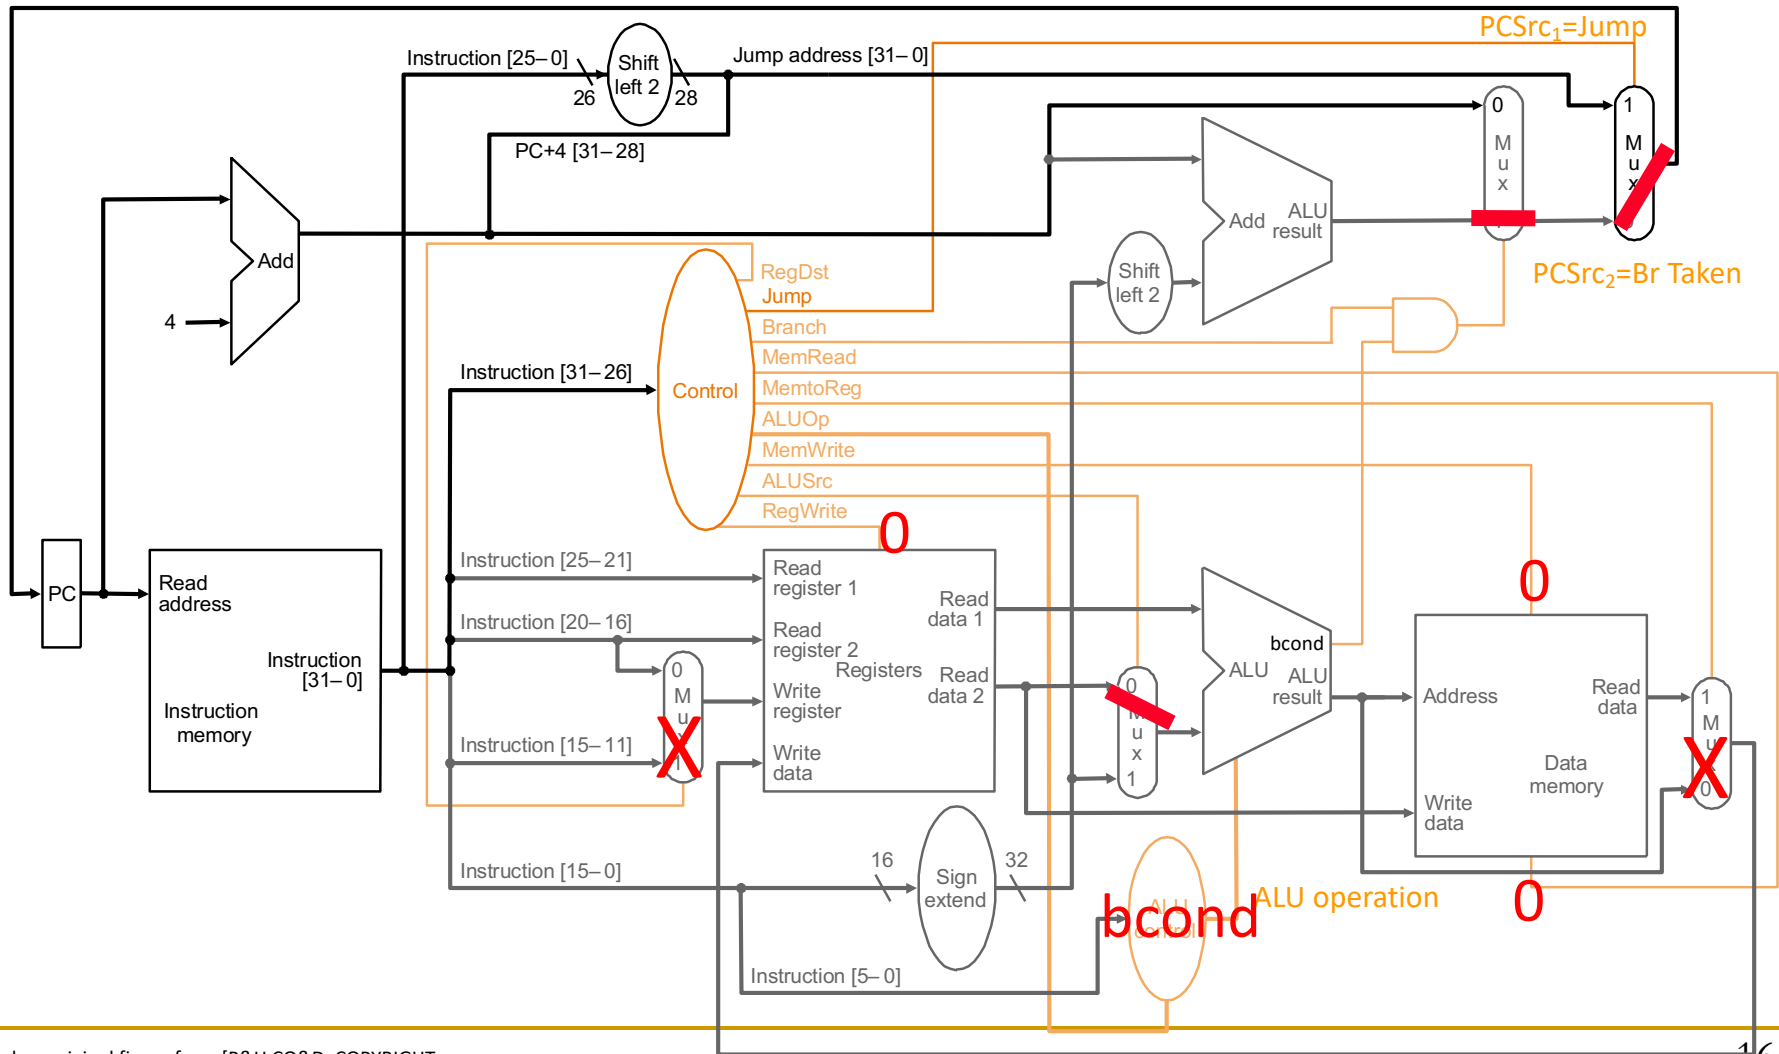 PCSrc1=Jump
Instruction [25–0]
Shift
left 2
Jump address [31–0]
26
28
0
M
u
x
1
M
u
x
PC+4 [31–28]
Add
ALU
result
Add
4
Shift
left 2
PCSrc2=Br Taken
RegDst
Jump
Branch
MemRead
MemtoReg
ALUOp
MemWrite
ALUSrc
RegWrite
Control
Instruction [31–26]
0
PC
Read
address
Instruction
[31–0]
Instruction
memory
Instruction [25–21]
Instruction [20–16]
Instruction [15–11]
Instruction [15–0]
0
M
u
X
Read
register 1
Read
register 2
Registers
Write
register
Write
data
Read
data 1
Read
data 2
0
M
u
x
1
bcond
ALU
ALU
result
0
Address
Read
data
Data
memory
Write
data
0
1
M
u
X
0
16
Sign
extend
32
bcond
ALU operation
Instruction [5–0]